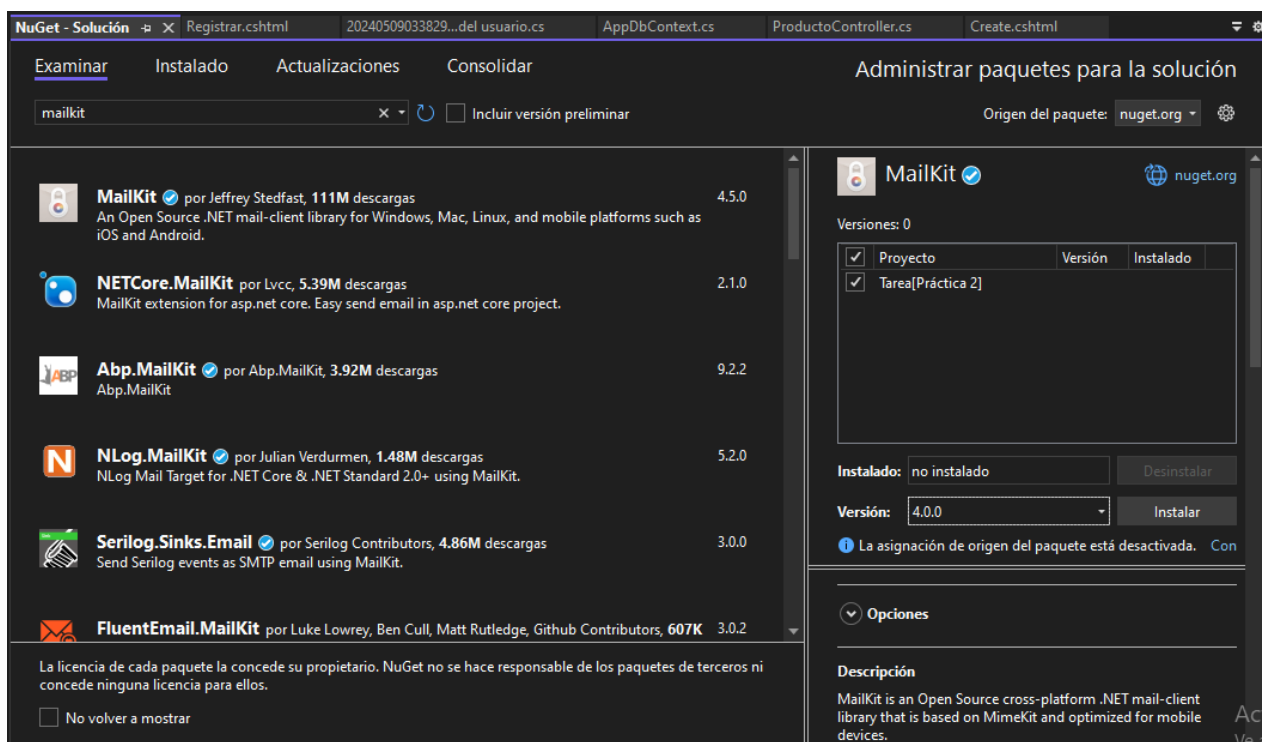 NuGet - Solución
Registrar.cshtml
20240509033829...del usuario.cs
AppDbContext.cs
ProductoController.cs
Create.cshtml
Examinar
Instalado
Actualizaciones
Consolidar
Administrar paquetes para la solución
mailkit
Incluir versión preliminar
Origen del paquete: nuget.org
MailKit por Jeffrey Stedfast, 111M descargas 4.5.0
An Open Source .NET mail-client library for Windows, Mac, Linux, and mobile platforms such as
iOS and Android.
NETCore.MailKit por Lvcc, 5.39M descargas 2.1.0
MailKit extension for asp.net core. Easy send email in asp.net core project.
ABP
Abp.MailKit por Abp.MailKit, 3.92M descargas 9.2.2
Abp.MailKit
N
NLog.MailKit por Julian Verdurmen, 1.48M descargas 5.2.0
NLog Mail Target for .NET Core & .NET Standard 2.0+ using MailKit.
Serilog.Sinks.Email por Serilog Contributors, 4.86M descargas 3.0.0
Send Serilog events as SMTP email using MailKit.
FluentEmail.MailKit por Luke Lowrey, Ben Cull, Matt Rutledge, Github Contributors, 607K 3.0.2
La licencia de cada paquete la concede su propietario. NuGet no se hace responsable de los paquetes de terceros ni
concede ninguna licencia para ellos.
No volver a mostrar
MailKit
nuget.org
Versiones: 0
Proyecto Versión Instalado
Tarea[Práctica 2]
Instalado: no instalado Desinstalar
Versión: 4.0.0 Instalar
La asignación de origen del paquete está desactivada. Con
Opciones
Descripción
MailKit is an Open Source cross-platform .NET mail-client
library that is based on MimeKit and optimized for mobile
devices.